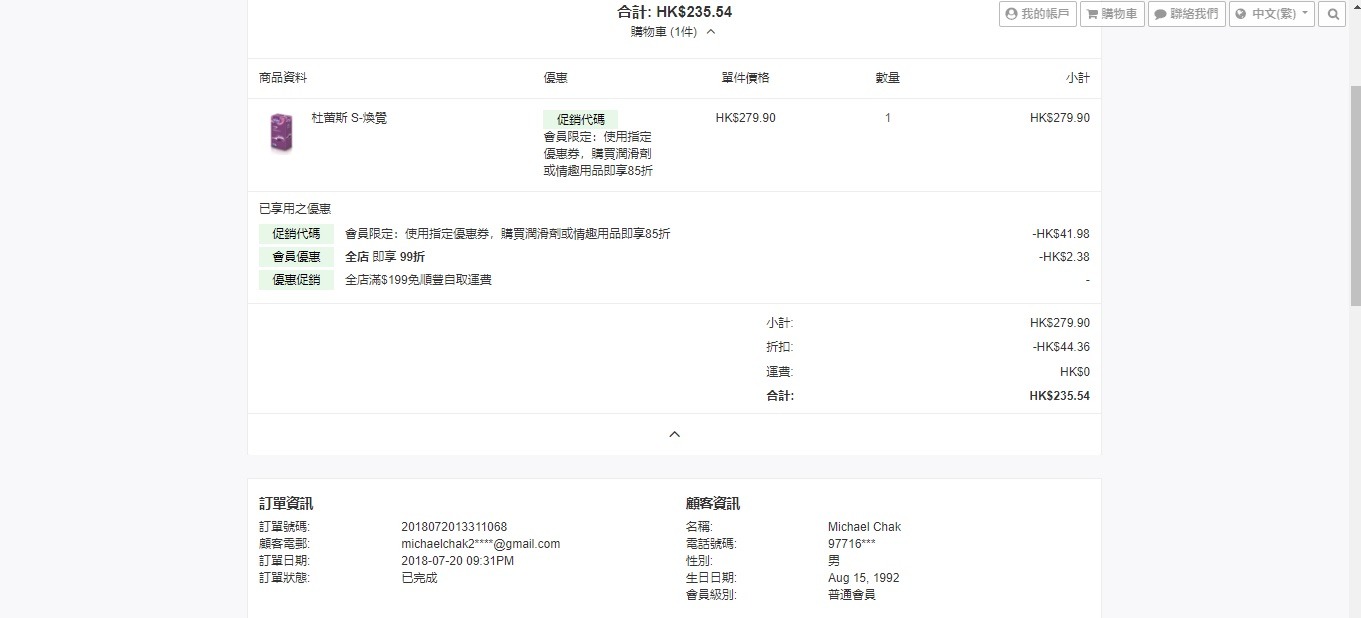 合計: HK$235.54
購物車 (1件)
我的帳戶
購物車
聯絡我們
中文(繁)
商品資料 優惠 單件價格 數量 小計
杜蕾斯 S-煥覺 促銷代碼 HK$279.90 1 HK$279.90
會員限定：使用指定
優惠券，購買潤滑劑
或情趣用品即享85折
已享用之優惠
促銷代碼 會員限定：使用指定優惠券，購買潤滑劑或情趣用品即享85折 -HK$41.98
會員優惠 全店 即享 99折 -HK$2.38
優惠促銷 全店滿$199免順豐自取運費 -
小計: HK$279.90
折扣: -HK$44.36
運費: HK$0
合計: HK$235.54
訂單資訊
訂單號碼: 2018072013311068
顧客電郵: michaelchak2****@gmail.com
訂單日期: 2018-07-20 09:31PM
訂單狀態: 已完成
顧客資訊
名稱: Michael Chak
電話號碼: 97716***
性別: 男
生日日期: Aug 15, 1992
會員級別: 普通會員